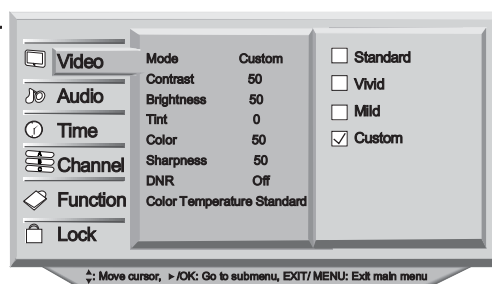 Video
Audio
Time
Channel
Function
Lock
Mode Custom
Contrast 50
Brightness 50
Tint 0
Color 50
Sharpness 50
DNR Off
Color Temperature Standard
Standard
Vivid
Mild
Custom
: Move cursor, ►/OK: Go to submenu, EXIT/ MENU: Exit main menu